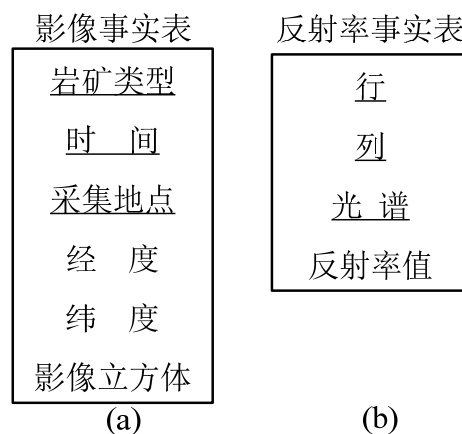 影像事实表
岩矿类型
时 间
采集地点
经 度
纬 度
影像立方体
(a)
反射率事实表
行
列
光 谱
反射率值
(b)